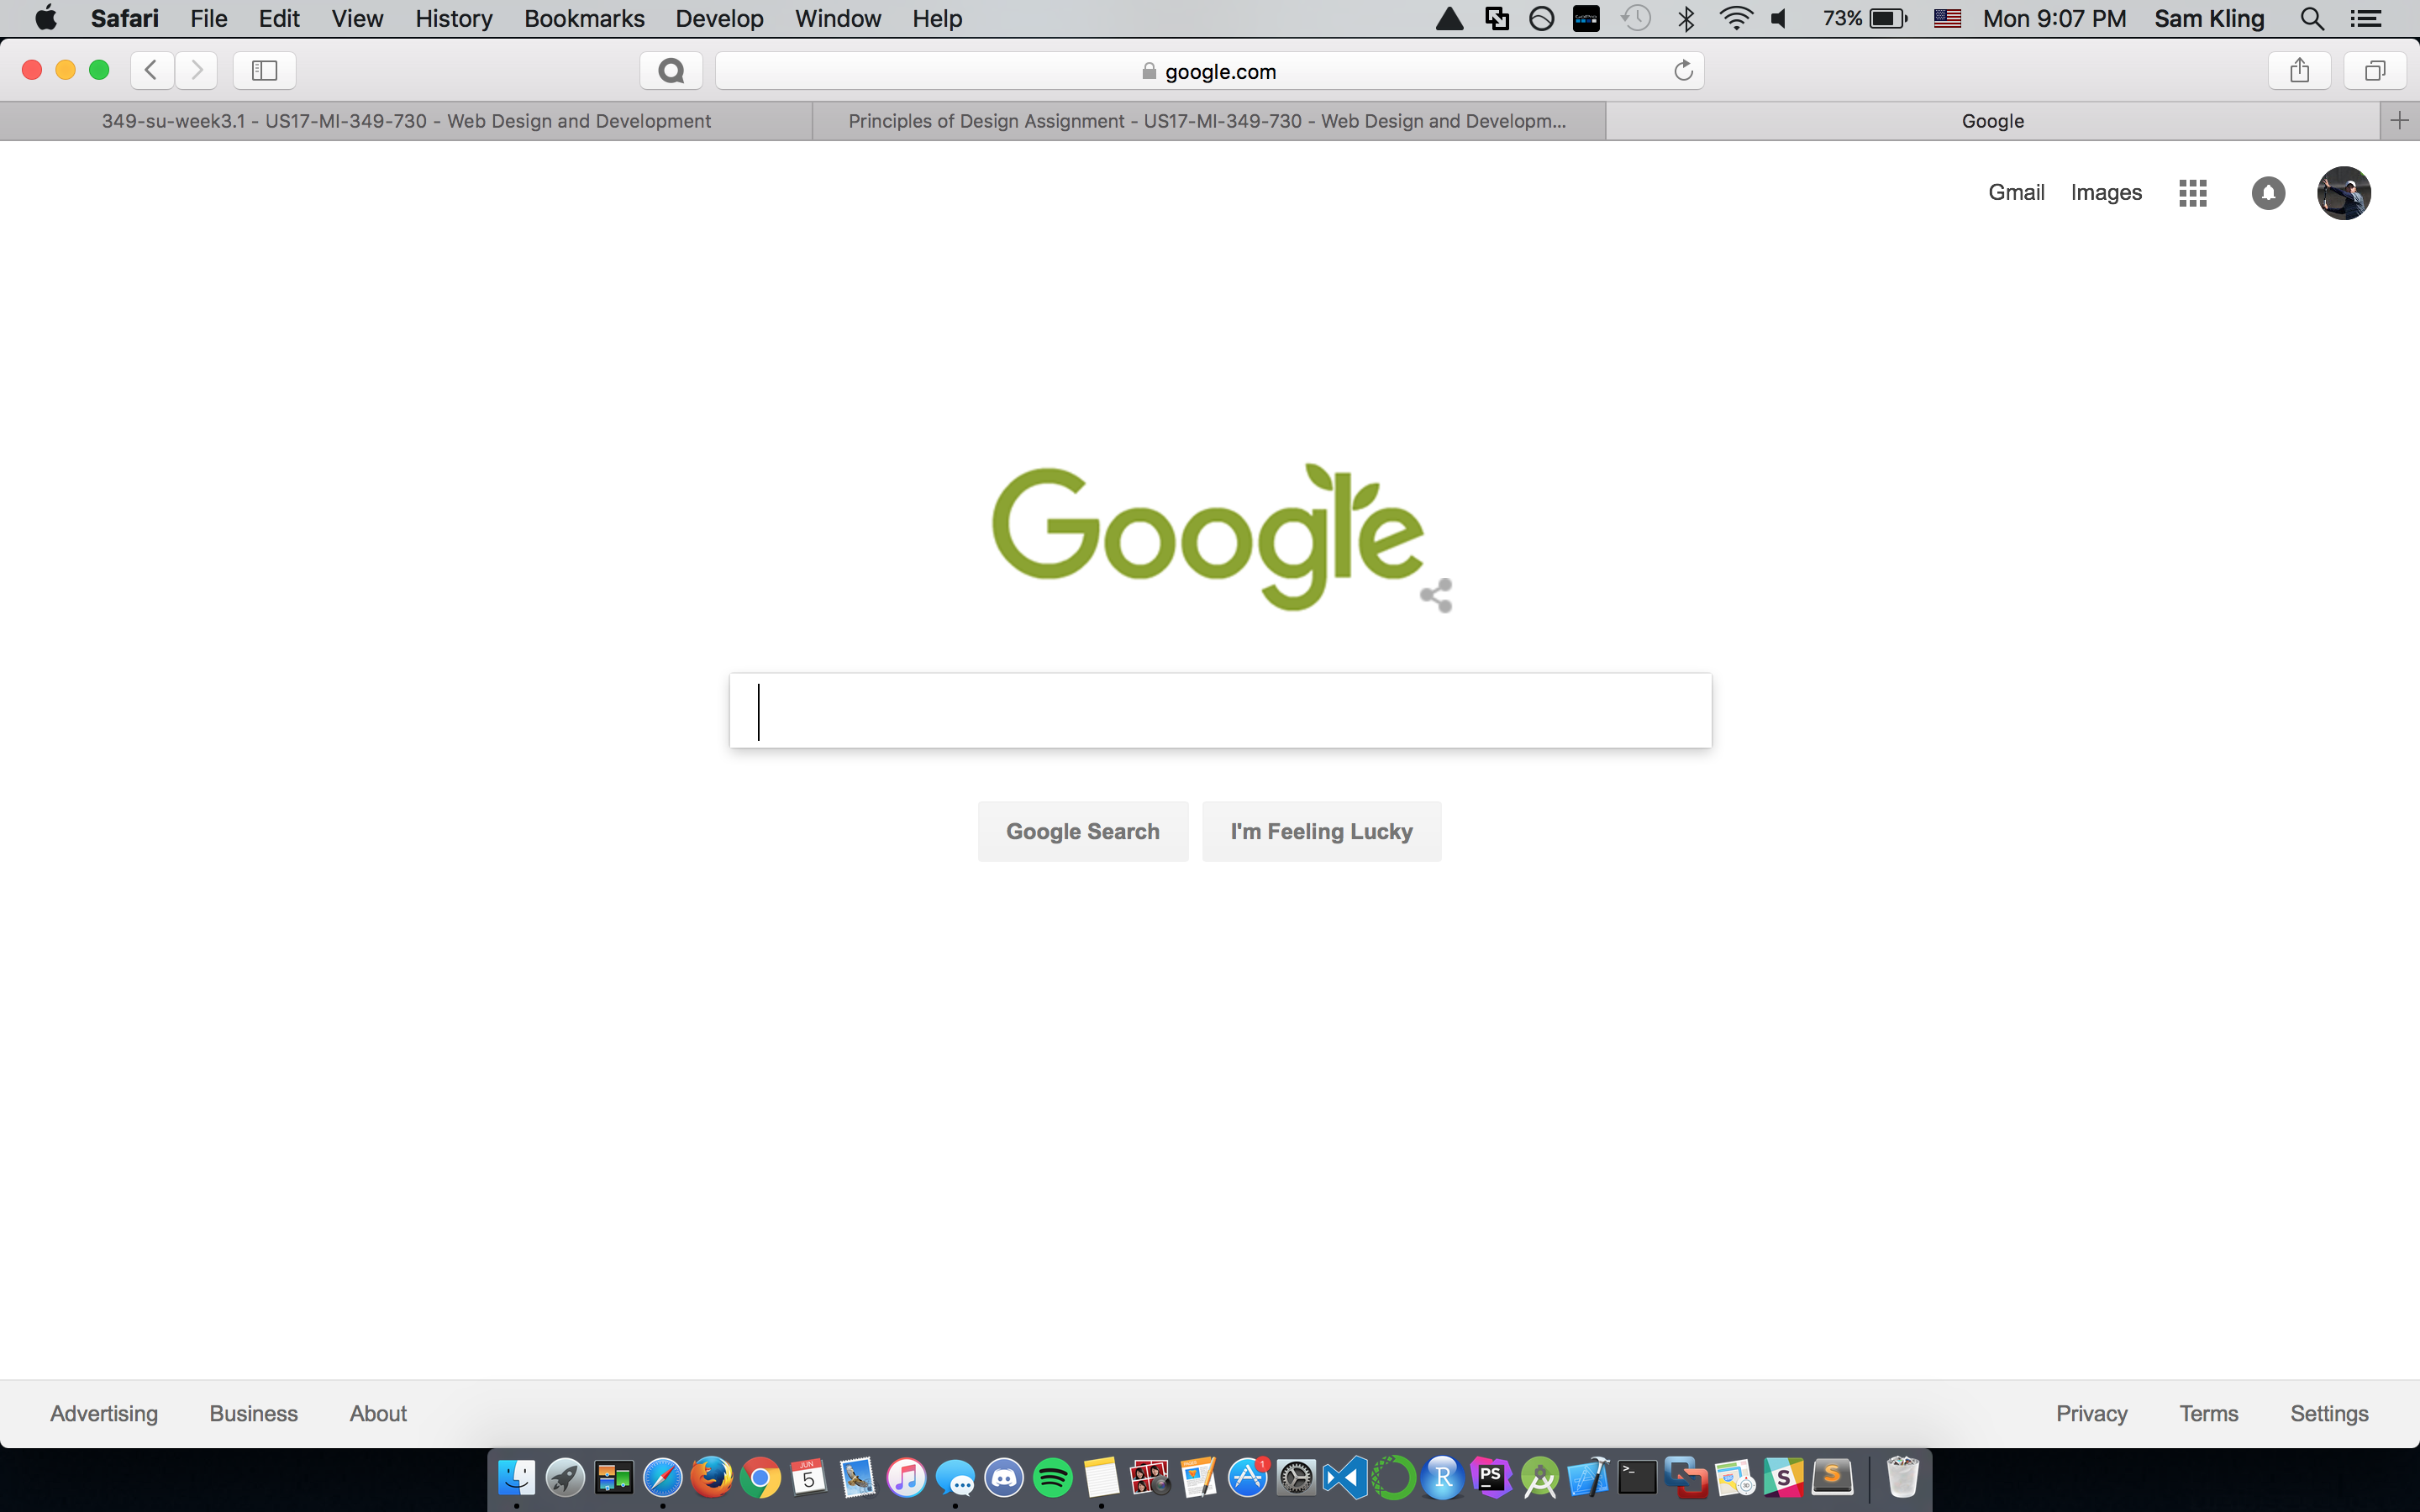 Safari File Edit View History Bookmarks Develop Window Help 73% Mon 9:07 PM Sam Kling
google.com
349-su-week3.1 - US17-MI-349-730 - Web Design and Development Principles of Design Assignment - US17-MI-349-730 - Web Design and Developm... Google
Gmail Images
Google
Google Search I'm Feeling Lucky
Advertising Business About Privacy Terms Settings
JUN 5 1 R PS >_ S S